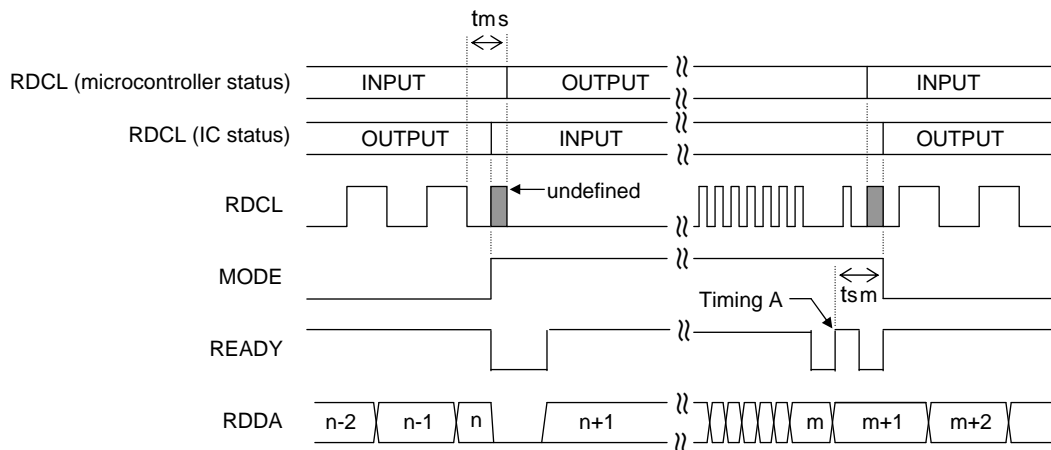 tms
RDCL (microcontroller status) INPUT OUTPUT INPUT
RDCL (IC status) OUTPUT INPUT OUTPUT
RDCL undefined
MODE
Timing A tsm
READY
RDDA n-2 n-1 n n+1 m m+1 m+2